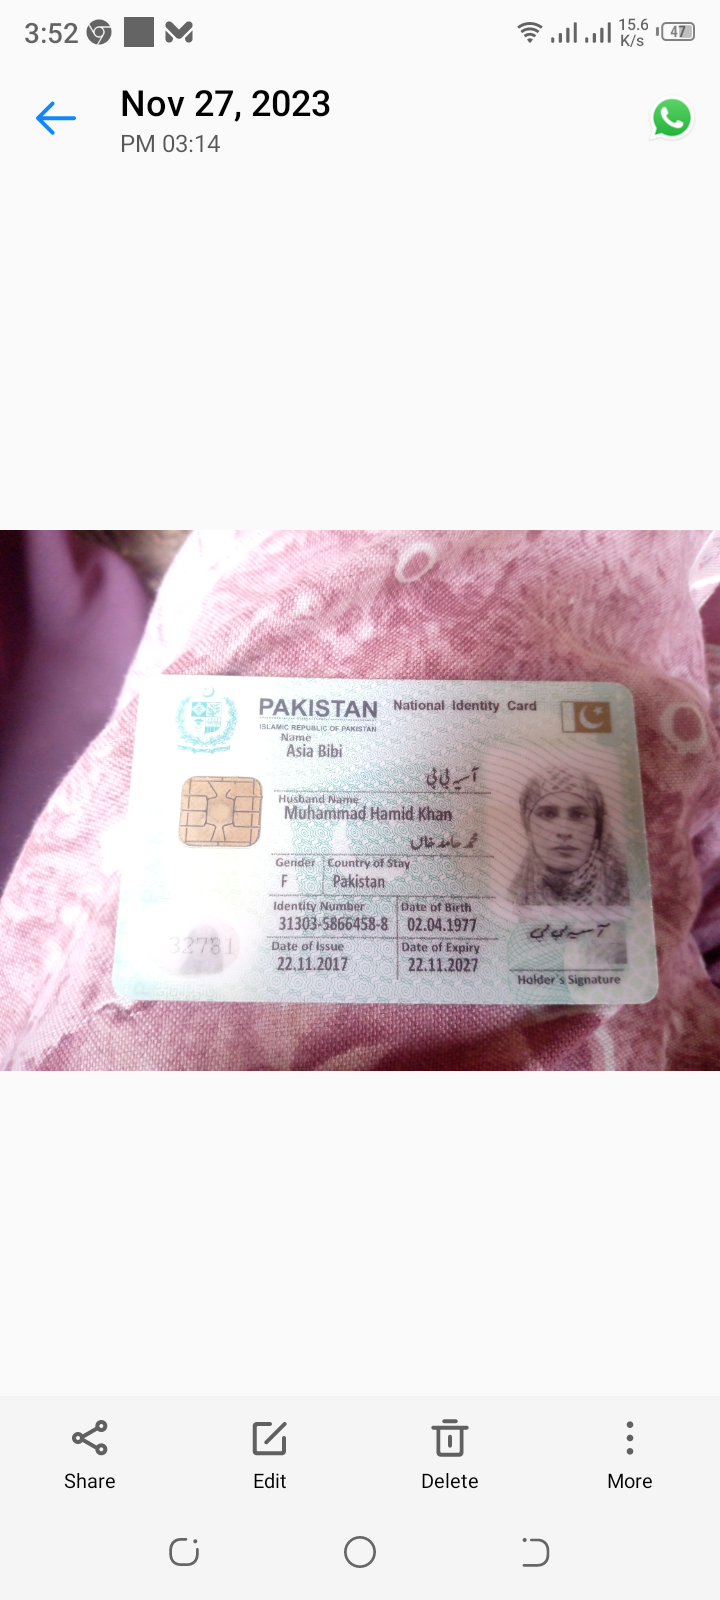 3:52
15.6 K/s
47
Nov 27, 2023
PM 03:14
PAKISTAN National Identity Card
ISLAMIC REPUBLIC OF PAKISTAN
Name
Asia Bibi
آسیہ بی بی
Husband Name
Muhammad Hamid Khan
محمد حامد خاں
Gender Country of Stay
F Pakistan
Identity Number Date of Birth
31303-5866458-8 02.04.1977
32781
Date of Issue Date of Expiry
22.11.2017 22.11.2027
آسیہ بی بی
Holder's Signature
Share Edit Delete More